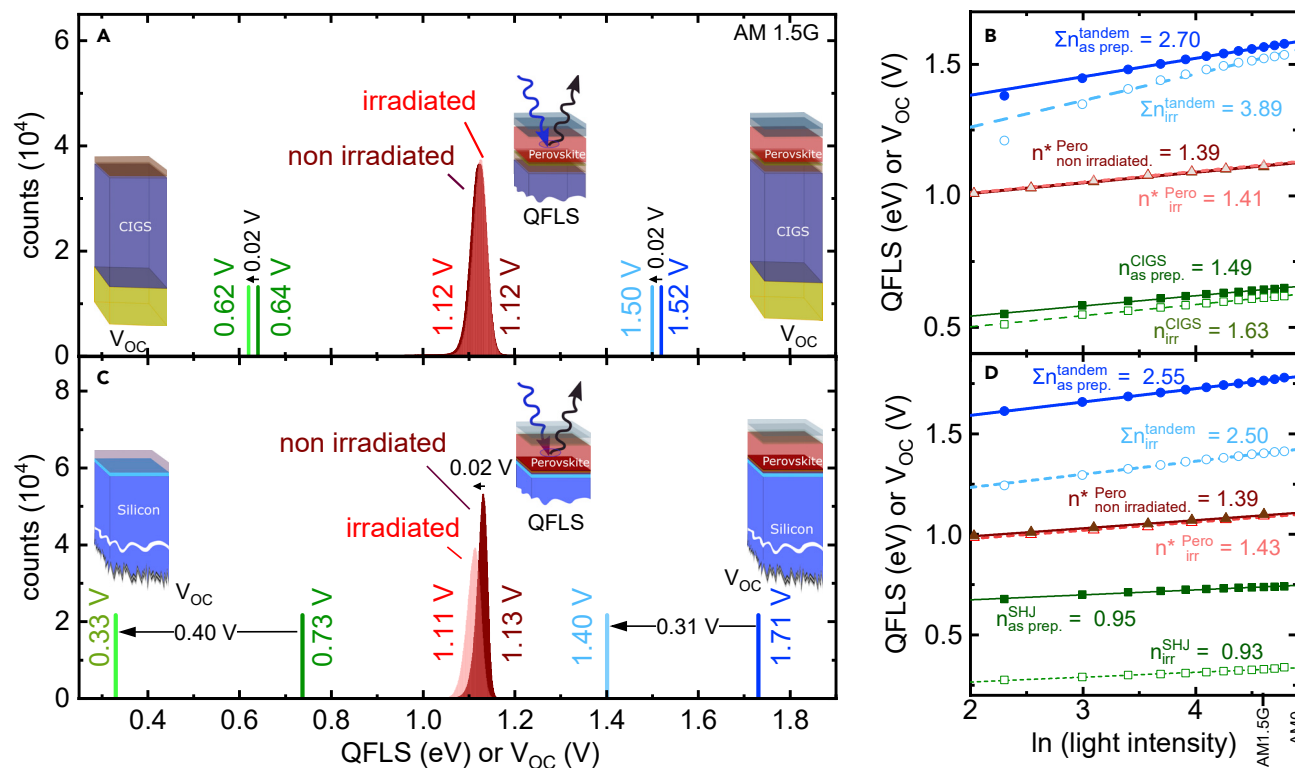 A
AM 1.5G
counts (10⁴)
6
4
2
0
irradiated
non irradiated
CIGS
V_OC
Perovskite
CIGS
QFLS
CIGS
V_OC
0.62 V
0.02 V
0.64 V
1.12 V
1.12 V
1.50 V
0.02 V
1.52 V
C
counts (10⁴)
8
6
4
2
0
non irradiated
0.02 V
irradiated
Silicon
V_OC
Perovskite
QFLS
Silicon
V_OC
0.33 V
0.40 V
0.73 V
1.11 V
1.13 V
1.40 V
0.31 V
1.71 V
0.4 0.6 0.8 1.0 1.2 1.4 1.6 1.8
QFLS (eV) or V_OC (V)
B
QFLS (eV) or V_OC (V)
1.5
1.0
0.5
Σn^tandem_as prep. = 2.70
Σn^tandem_irr = 3.89
n*^Pero_non irradiated. = 1.39
n*^Pero_irr = 1.41
n^CIGS_as prep. = 1.49
n^CIGS_irr = 1.63
D
QFLS (eV) or V_OC (V)
1.5
1.0
0.5
Σn^tandem_as prep. = 2.55
Σn^tandem_irr = 2.50
n*^Pero_non irradiated. = 1.39
n*^Pero_irr = 1.43
n^SHJ_as prep. = 0.95
n^SHJ_irr = 0.93
2 3 4
AM1.5G
AM0
ln (light intensity)